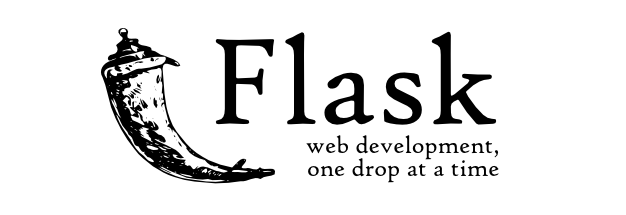 Flask
web development,
one drop at a time